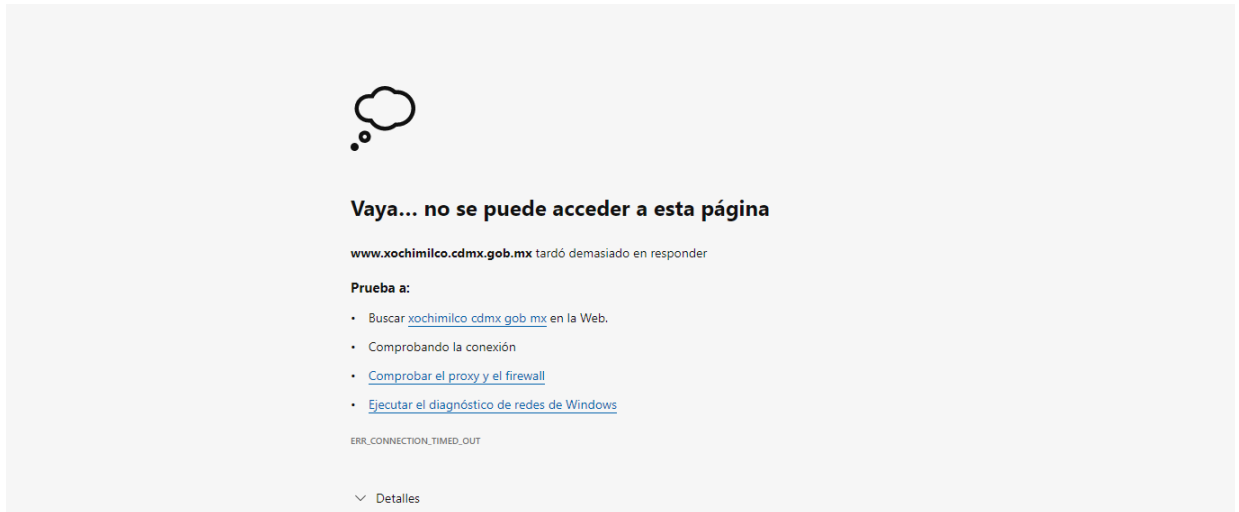 Vaya... no se puede acceder a esta página
www.xochimilco.cdmx.gob.mx tardó demasiado en responder
Prueba a:
• Buscar xochimilco cdmx gob mx en la Web.
• Comprobando la conexión
• Comprobar el proxy y el firewall
• Ejecutar el diagnóstico de redes de Windows
ERR_CONNECTION_TIMED_OUT
Detalles